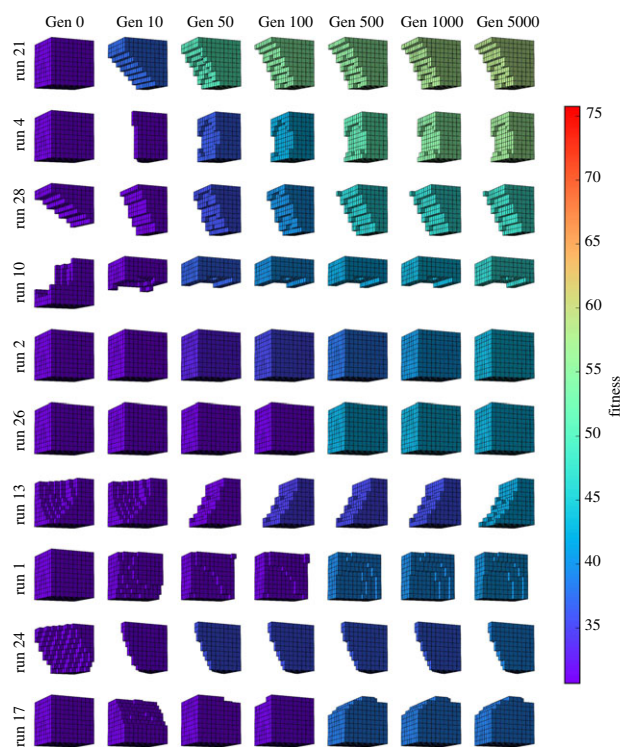 Gen 0 Gen 10 Gen 50 Gen 100 Gen 500 Gen 1000 Gen 5000
run 21
run 4
run 28
run 10
run 2
run 26
run 13
run 1
run 24
run 17
75
70
65
60
55
50
45
40
35
fitness